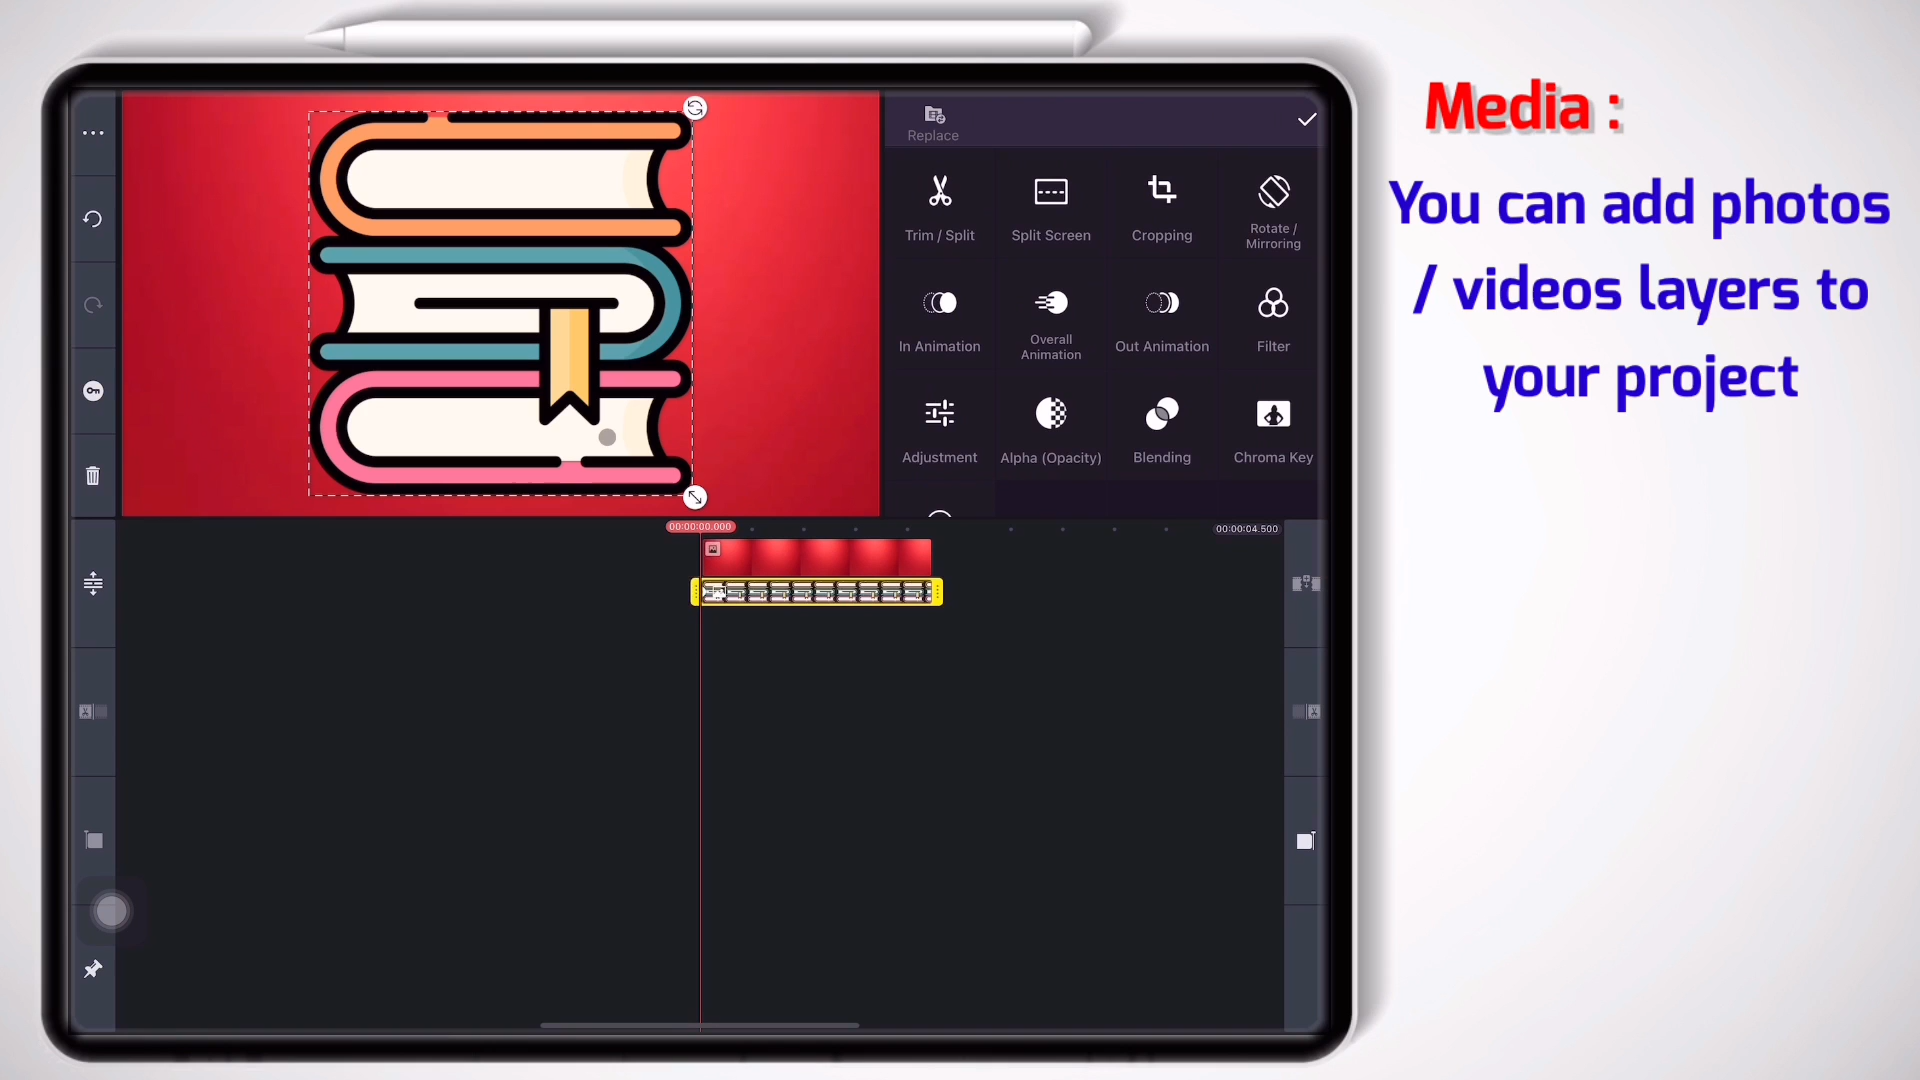 Media :
You can add photos
/ videos layers to
your project
Replace
Trim / Split
Split Screen
Cropping
Rotate /
Mirroring
In Animation
Overall
Animation
Out Animation
Filter
Adjustment
Alpha (Opacity)
Blending
Chroma Key
00:00:00.000
00:00:04.500